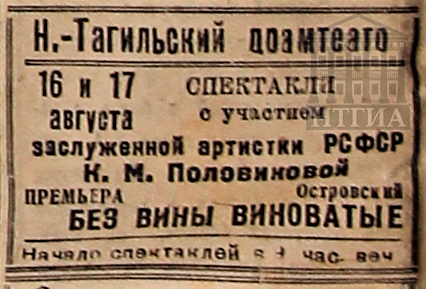 Н.-Тагильский драмтеатр
16 и 17 августа
СПЕКТАКЛИ
с участием
заслуженной артистки РСФСР
К. М. Половиковой
ПРЕМЬЕРА Островский
БЕЗ ВИНЫ ВИНОВАТЫЕ
Начало спектаклей в час. веч
НТГИА